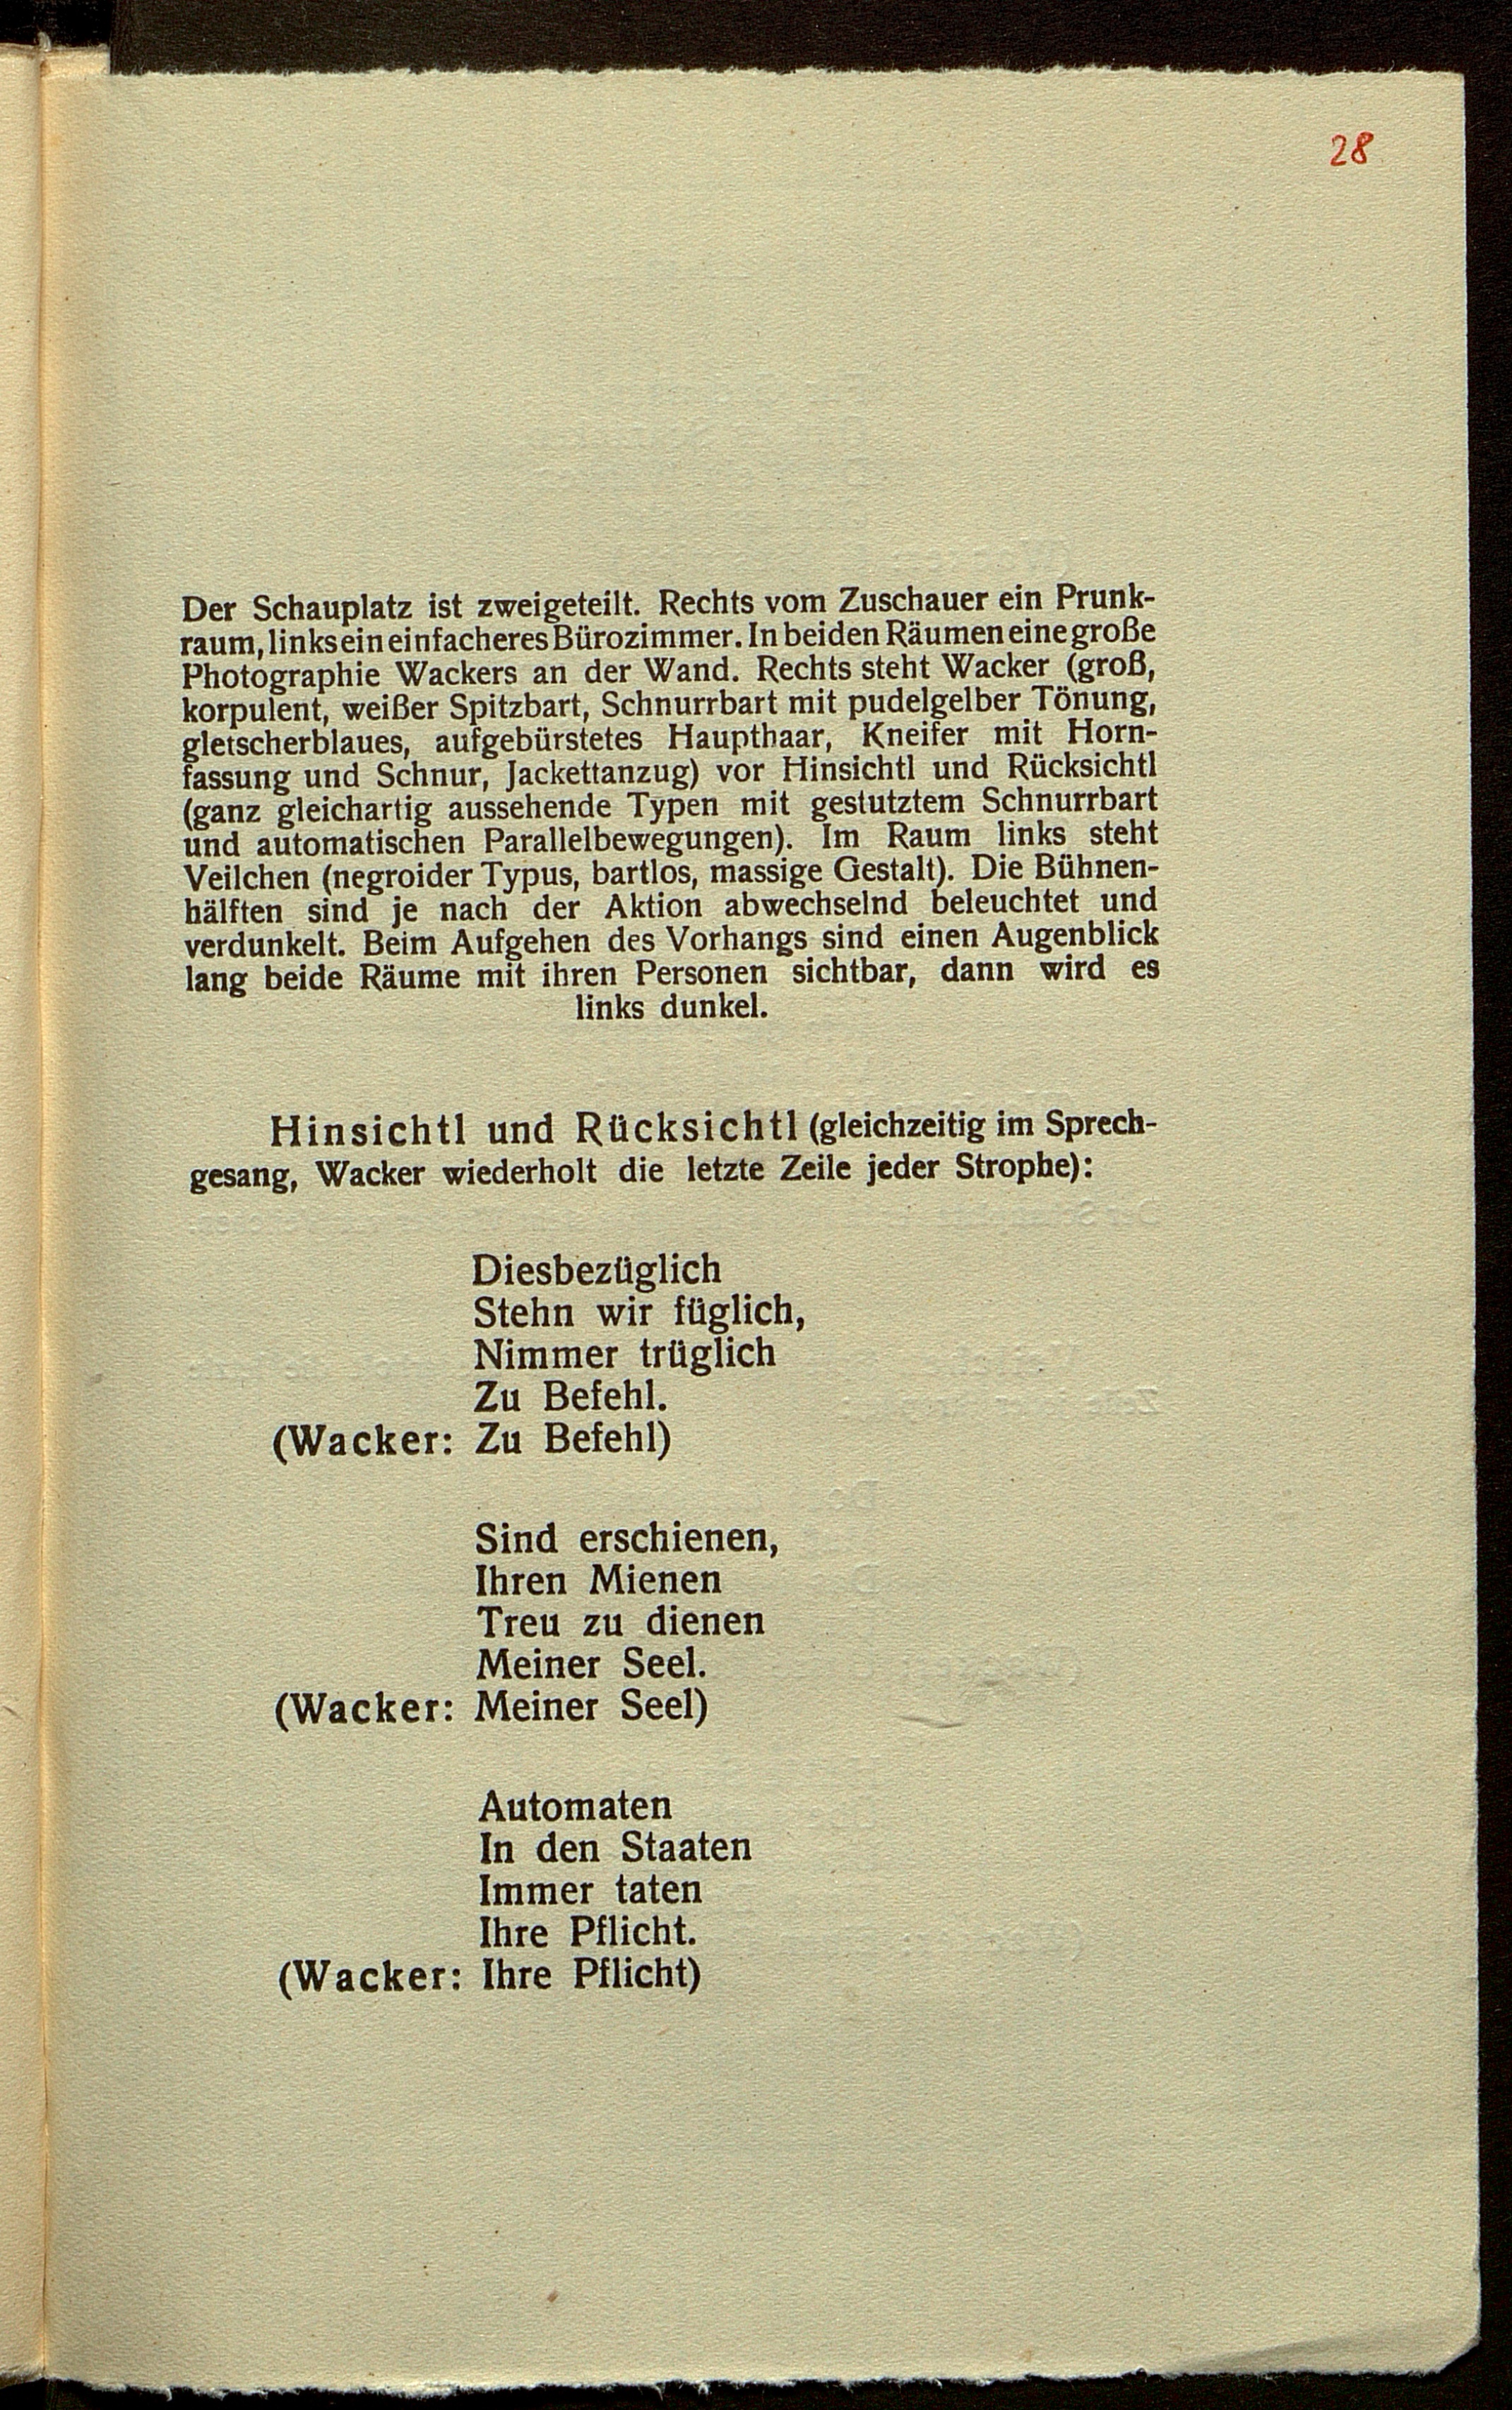 28
Der Schauplatz ist zweigeteilt. Rechts vom Zuschauer ein Prunk-
raum, links ein einfacheres Bürozimmer. In beiden Räumen eine große
Photographie Wackers an der Wand. Rechts steht Wacker (groß,
korpulent, weißer Spitzbart, Schnurrbart mit pudelgelber Tönung,
gletscherblaues, aufgebürstetes Haupthaar, Kneifer mit Horn-
fassung und Schnur, Jackettanzug) vor Hinsichtl und Rücksichtl
(ganz gleichartig aussehende Typen mit gestutztem Schnurrbart
und automatischen Parallelbewegungen). Im Raum links steht
Veilchen (negroider Typus, bartlos, massige Gestalt). Die Bühnen-
hälften sind je nach der Aktion abwechselnd beleuchtet und
verdunkelt. Beim Aufgehen des Vorhangs sind einen Augenblick
lang beide Räume mit ihren Personen sichtbar, dann wird es
links dunkel.
Hinsichtl und Rücksichtl (gleichzeitig im Sprech-
gesang, Wacker wiederholt die letzte Zeile jeder Strophe):
Diesbezüglich
Stehn wir füglich,
Nimmer trüglich
Zu Befehl.
(Wacker: Zu Befehl)
Sind erschienen,
Ihren Mienen
Treu zu dienen
Meiner Seel.
(Wacker: Meiner Seel)
Automaten
In den Staaten
Immer taten
Ihre Pflicht.
(Wacker: Ihre Pflicht)